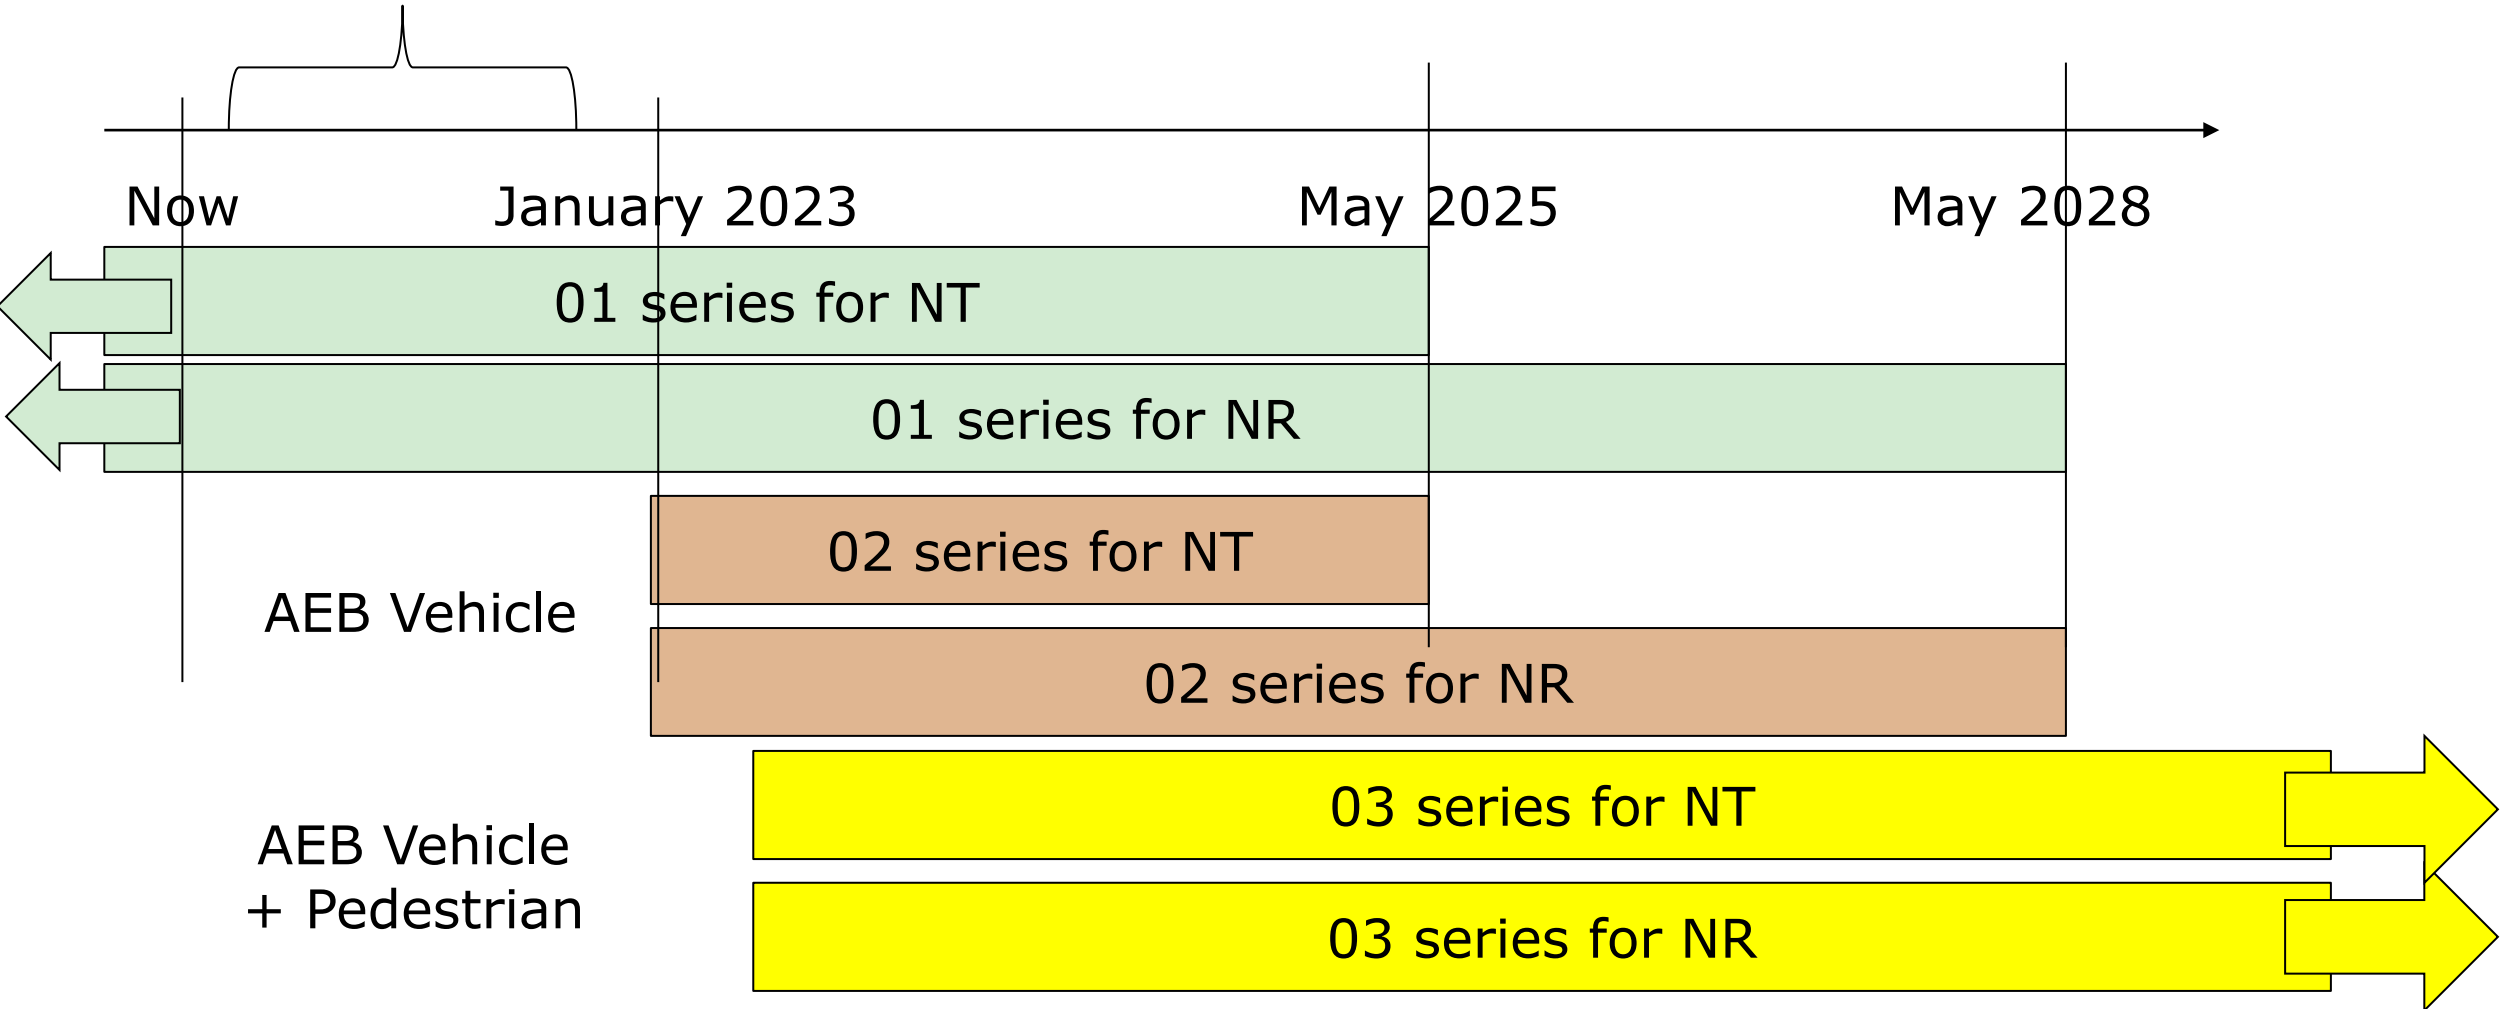 Now January 2023 May 2025 May 2028
01 series for NT
01 series for NR
02 series for NT
AEB Vehicle
02 series for NR
03 series for NT
AEB Vehicle
+ Pedestrian
03 series for NR